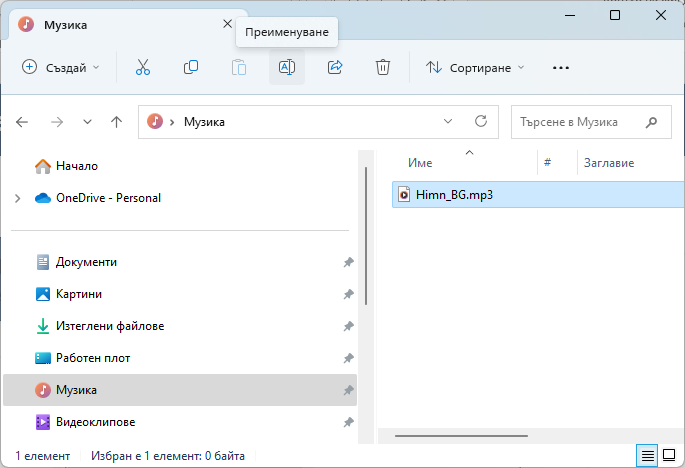 Музика
Преименуване
Създай
Сортиране
Музика
Търсене в Музика
Начало
OneDrive - Personal
Документи
Картини
Изтеглени файлове
Работен плот
Музика
Видеоклипове
Име # Заглавие
Himn_BG.mp3
1 елемент Избран е 1 елемент: 0 байта